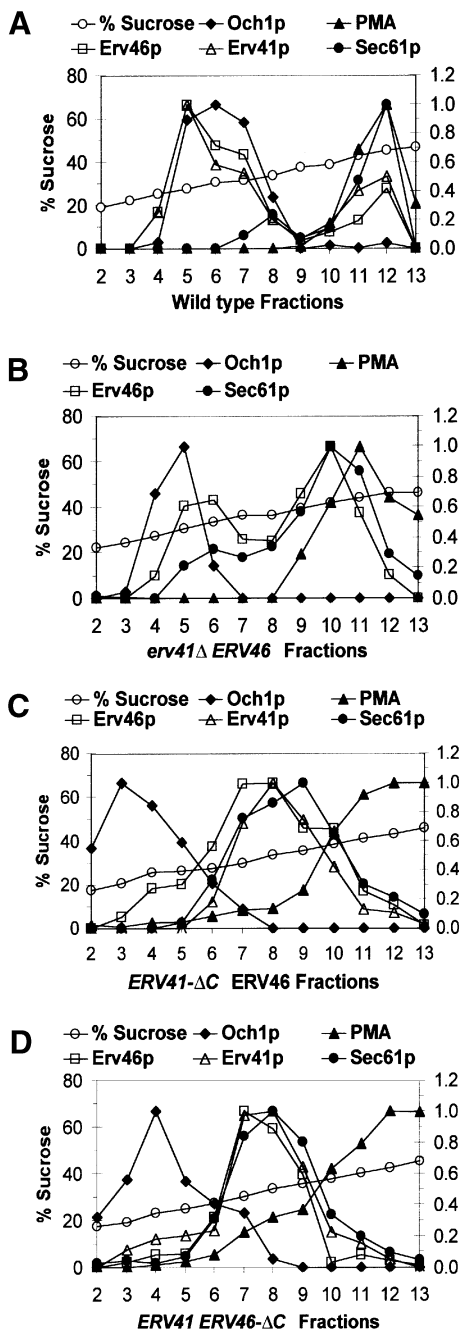 A
% Sucrose Och1p PMA
Erv46p Erv41p Sec61p
80 1.2
1.0
60 0.8
40 0.6
0.4
20 0.2
0 0.0
% Sucrose
2 3 4 5 6 7 8 9 10 11 12 13
Wild type Fractions
B
% Sucrose Och1p PMA
Erv46p Sec61p
80 1.2
1.0
60 0.8
40 0.6
0.4
20 0.2
0 0.0
% Sucrose
2 3 4 5 6 7 8 9 10 11 12 13
erv41Δ ERV46 Fractions
C
% Sucrose Och1p PMA
Erv46p Erv41p Sec61p
80 1.2
1.0
60 0.8
40 0.6
0.4
20 0.2
0 0.0
% Sucrose
2 3 4 5 6 7 8 9 10 11 12 13
ERV41-ΔC ERV46 Fractions
D
% Sucrose Och1p PMA
Erv46p Erv41p Sec61p
80 1.2
1.0
60 0.8
40 0.6
0.4
20 0.2
0 0.0
% Sucrose
2 3 4 5 6 7 8 9 10 11 12 13
ERV41 ERV46-ΔC Fractions